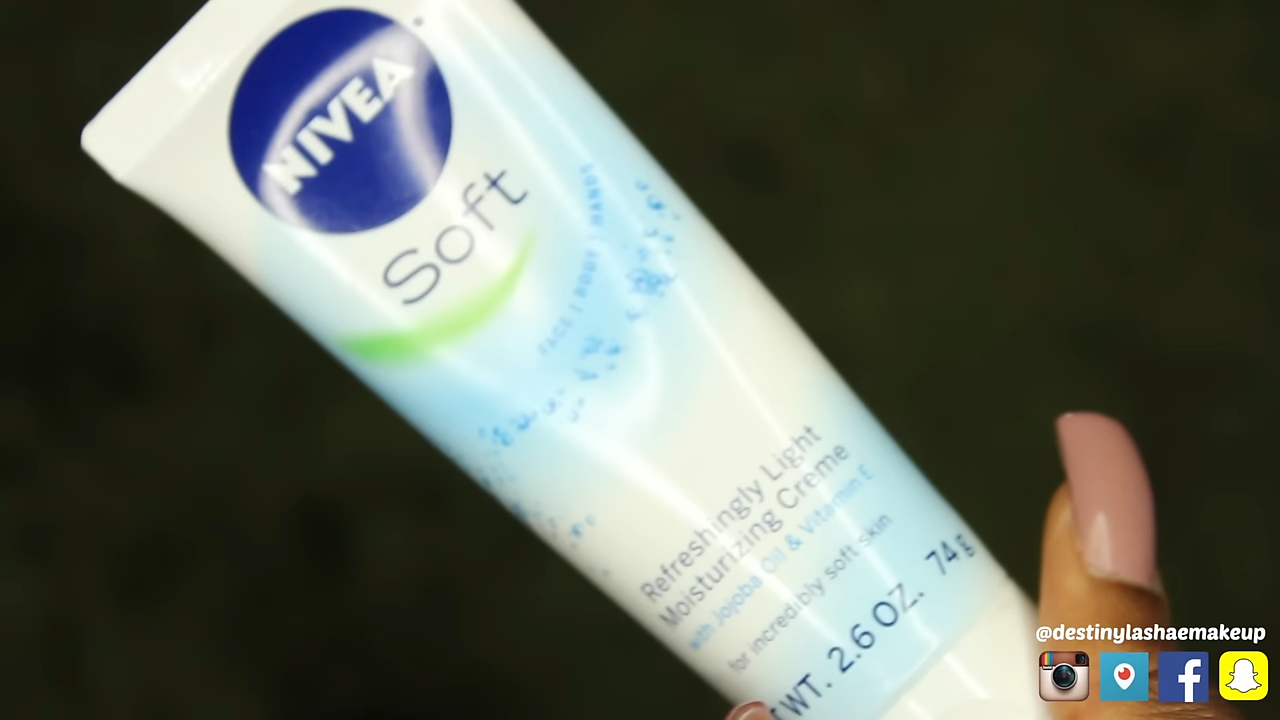 NIVEA
Soft
FACE | BODY | HANDS
Refreshingly Light
Moisturizing Creme
with Jojoba Oil & Vitamin E
for incredibly soft skin
WT. 2.6 OZ. 74 g
@destinylashaemakeup